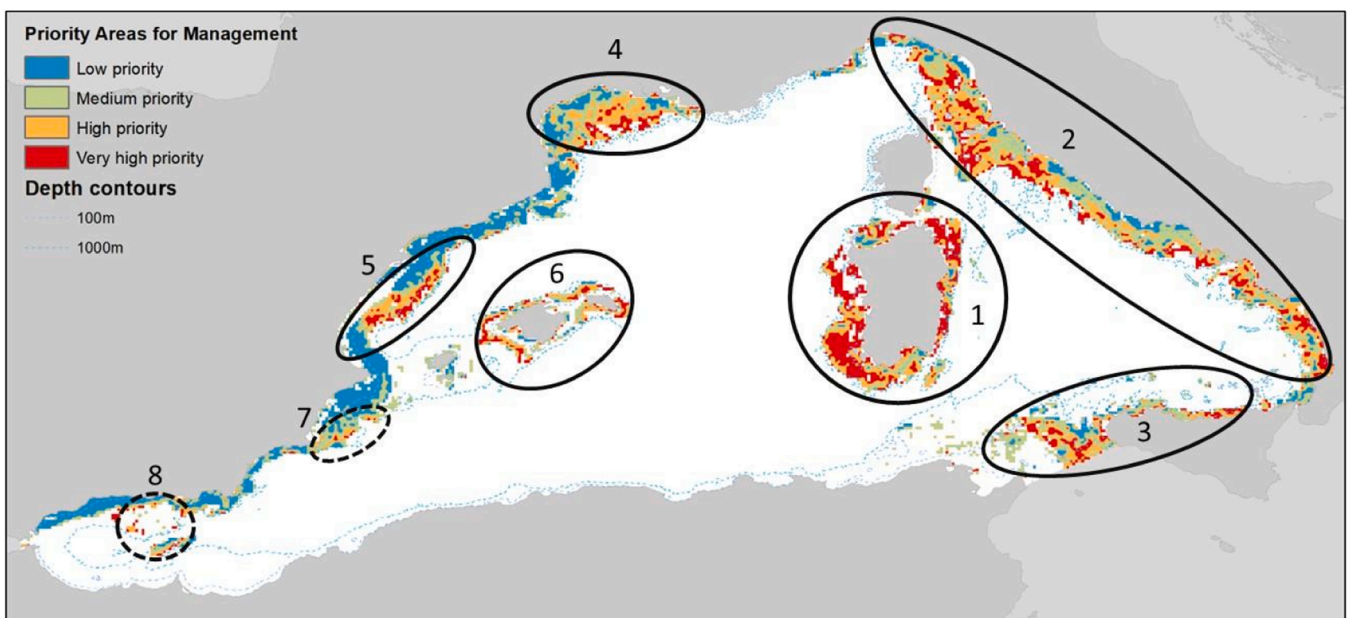 Priority Areas for Management
Low priority
Medium priority
High priority
Very high priority
Depth contours
100m
1000m
4
2
5
6
1
7
3
8